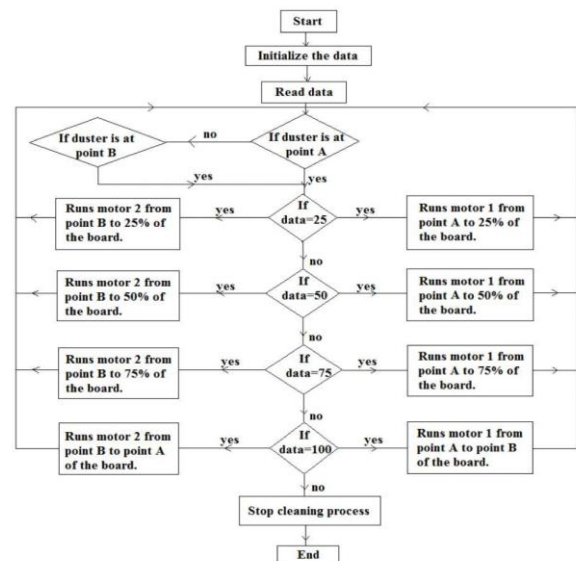 Start
Initialize the data
Read data
If duster is at
point B
no
If duster is at
point A
yes
yes
Runs motor 2 from
point B to 25% of
the board.
yes
If
data=25
yes
Runs motor 1 from
point A to 25% of
the board.
no
Runs motor 2 from
point B to 50% of
the board.
yes
If
data=50
yes
Runs motor 1 from
point A to 50% of
the board.
no
Runs motor 2 from
point B to 75% of
the board.
yes
If
data=75
yes
Runs motor 1 from
point A to 75% of
the board.
no
Runs motor 2 from
point B to point A
of the board.
yes
If
data=100
yes
Runs motor 1 from
point A to point B
of the board.
no
Stop cleaning process
End